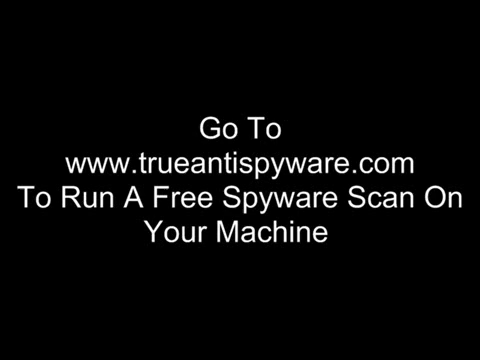 Go To
www.trueantispyware.com
To Run A Free Spyware Scan On
Your Machine